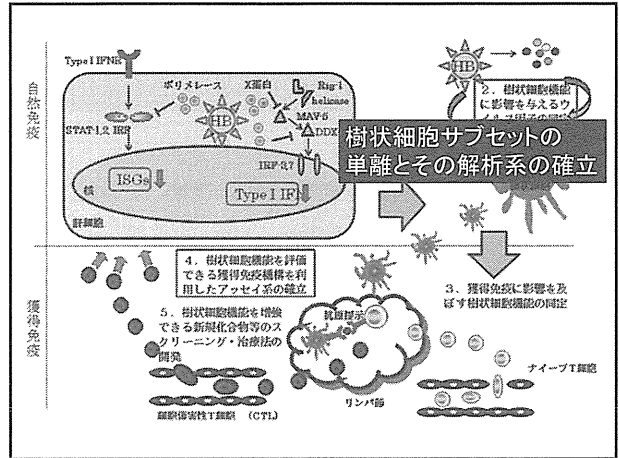 自然免疫
Type I IFNR
ポリメレース
X蛋白
Rig-i
helicase
HB
MAV-5
DDX
STAT-1,2, IRF
IRF-3,7
ISGs
Type I IF
核
肝細胞
HB
2．樹状細胞機能
に影響を与えるウ
イルス因子の同定
樹状細胞サブセットの
単離とその解析系の確立
獲得免疫
4．樹状細胞機能を評価
できる獲得免疫機構を利
用したアッセイ系の確立
3．獲得免疫に影響を及
ぼす樹状細胞機能の同定
5．樹状細胞機能を増強
できる新規化合物等のス
クリーニング・治療法の
開発
抗原提示
リンパ節
ナイーブT細胞
細胞傷害性T細胞 （CTL）